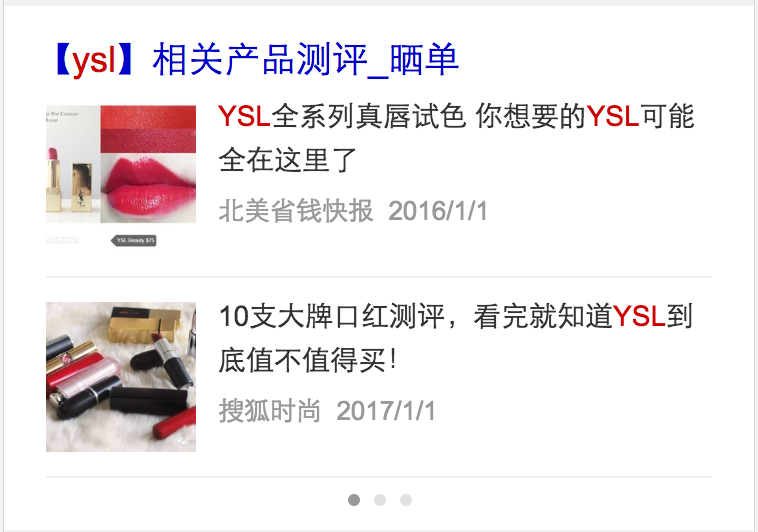 【ysl】相关产品测评_晒单
YSL全系列真唇试色 你想要的YSL可能
全在这里了
北美省钱快报 2016/1/1
YSL Beauty $75
10支大牌口红测评，看完就知道YSL到
底值不值得买！
搜狐时尚 2017/1/1